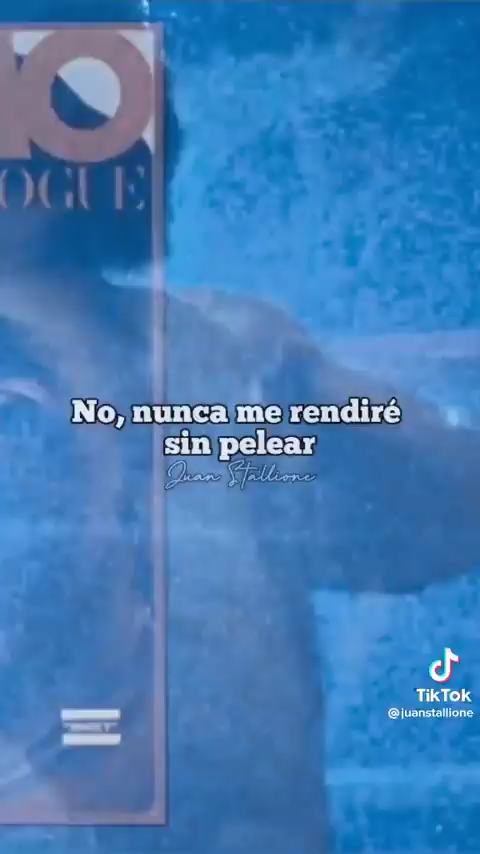 OGUE
No, nunca me rendiré
sin pelear
Juan Stallione
TikTok
@juanstallione